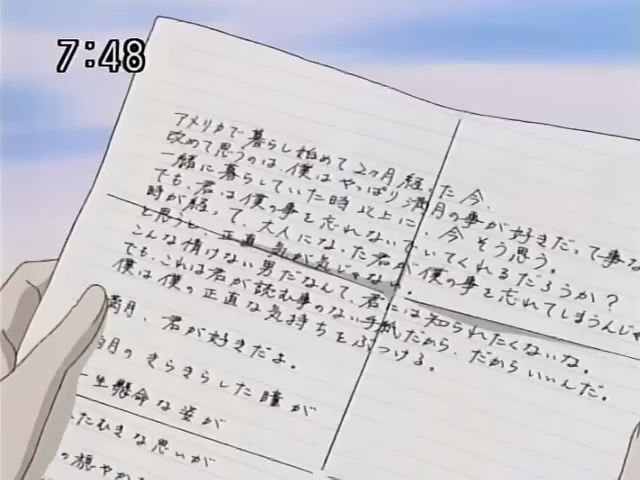 7:48
アメリカで暮らし始めて2ヶ月経った今、
改めて思うのは、僕はやっぱり満月の事が好きだって事な
一緒に暮らしていた時以上に、今そう思う。
でも、君は僕の事を忘れないでいてくれるだろうか?
時が経って、大人になった君が僕の事を忘れてしまうんじゃ
と思うと、正直気が気じゃない。
こんな情けない男だなんて、君には知られたくないな。
でも、これは君が読む事のない手紙だから、だからいいんだ。
僕は僕の正直な気持ちをぶつける。
満月、君が好きだよ。
月のきらきらした瞳が
一生懸命な姿が
たむきな思いが
の穏やか